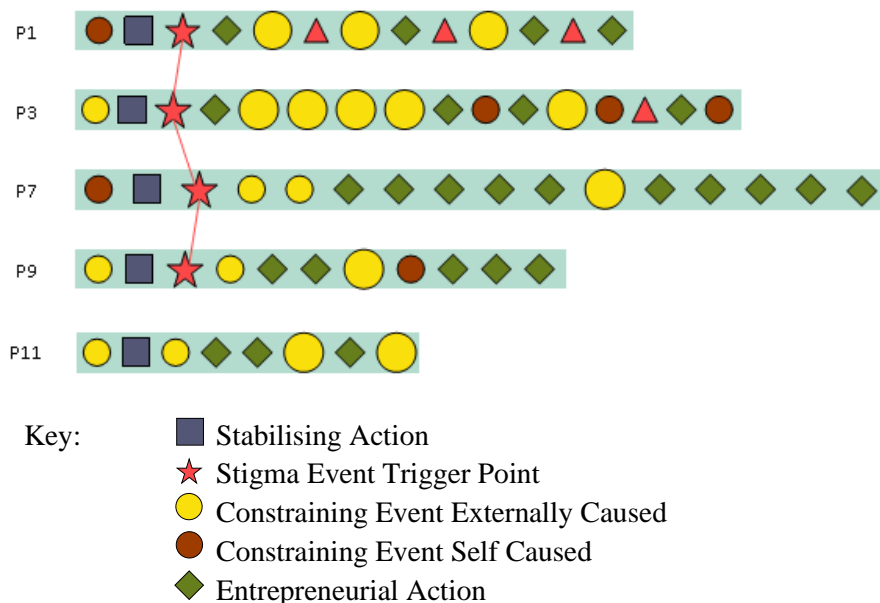 P1
P3
P7
P9
P11
Key:
Stabilising Action
Stigma Event Trigger Point
Constraining Event Externally Caused
Constraining Event Self Caused
Entrepreneurial Action